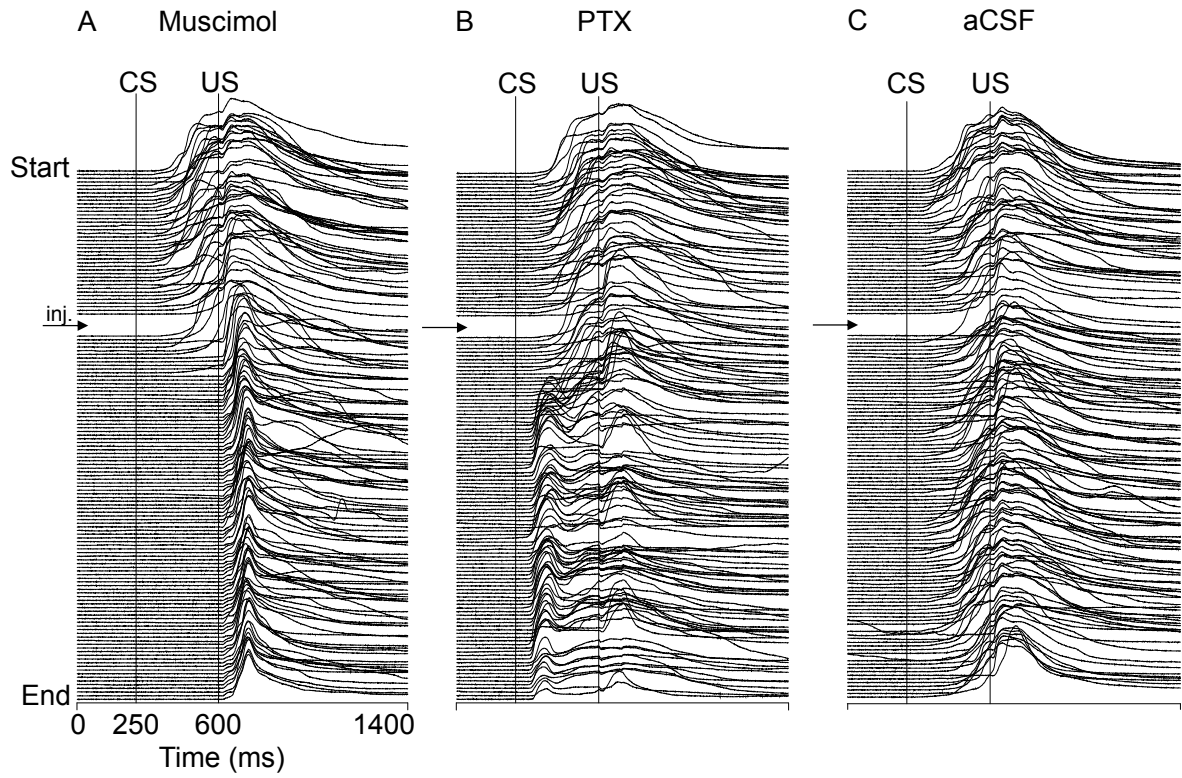 A Muscimol B PTX C aCSF
CS US CS US CS US
Start
inj.
End
0 250 600 1400
Time (ms)